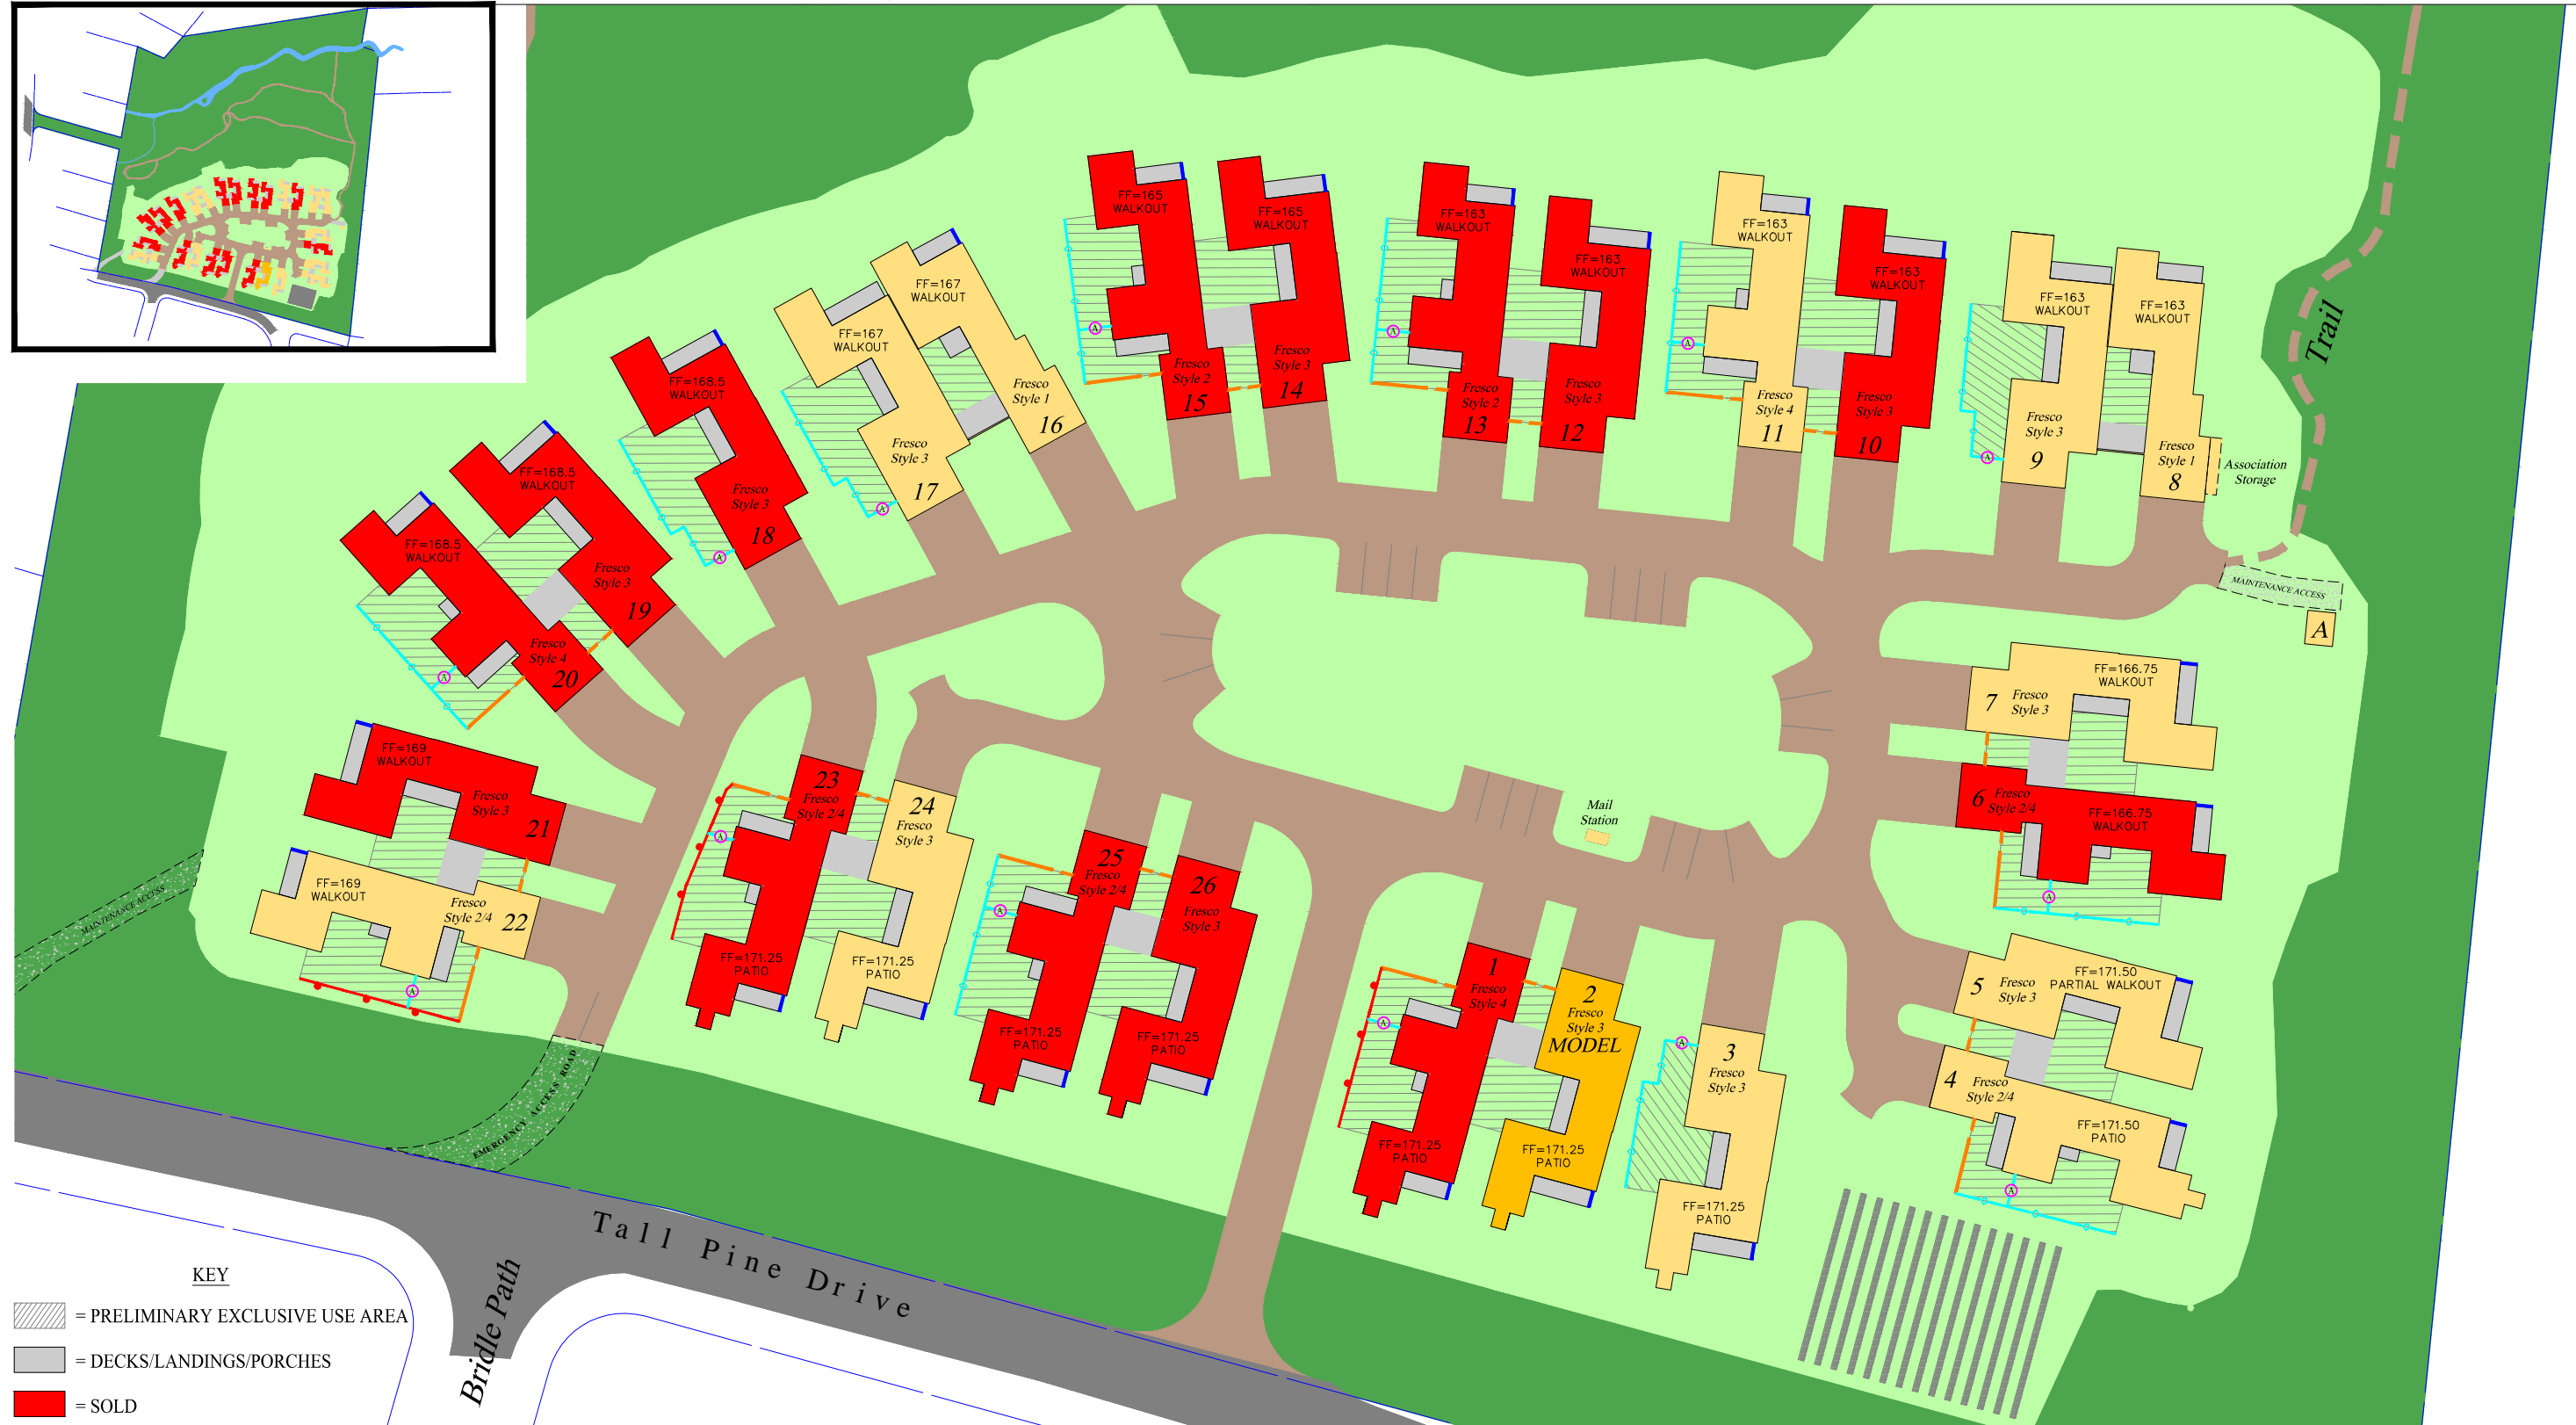 FF=165
WALKOUT
Fresco
Style 2
15
FF=165
WALKOUT
Fresco
Style 3
14
FF=163
WALKOUT
Fresco
Style 2
13
FF=163
WALKOUT
Fresco
Style 3
12
FF=163
WALKOUT
Fresco
Style 4
11
FF=163
WALKOUT
Fresco
Style 3
10
FF=163
WALKOUT
Fresco
Style 3
9
FF=163
WALKOUT
Fresco
Style 1
8
Association
Storage
Trail
MAINTENANCE ACCESS
A
FF=167
WALKOUT
Fresco
Style 1
16
FF=167
WALKOUT
Fresco
Style 3
17
FF=168.5
WALKOUT
Fresco
Style 3
18
FF=168.5
WALKOUT
Fresco
Style 3
19
FF=168.5
WALKOUT
Fresco
Style 4
20
FF=169
WALKOUT
Fresco
Style 3
21
FF=169
WALKOUT
Fresco
Style 2/4
22
MAINTENANCE ACCESS
23
Fresco
Style 2/4
FF=171.25
PATIO
24
Fresco
Style 3
FF=171.25
PATIO
25
Fresco
Style 2/4
FF=171.25
PATIO
26
Fresco
Style 3
FF=171.25
PATIO
Mail
Station
1
Fresco
Style 4
FF=171.25
PATIO
2
Fresco
Style 3
MODEL
FF=171.25
PATIO
3
Fresco
Style 3
FF=171.25
PATIO
7
Fresco
Style 3
FF=166.75
WALKOUT
6
Fresco
Style 2/4
FF=166.75
WALKOUT
5
Fresco
Style 3
FF=171.50
PARTIAL WALKOUT
4
Fresco
Style 2/4
FF=171.50
PATIO
A
A
A
A
A
A
A
A
A
A
A
A
A
A
EMERGENCY ACCESS ROAD
Tall Pine Drive
Bridle Path
KEY
= PRELIMINARY EXCLUSIVE USE AREA
= DECKS/LANDINGS/PORCHES
= SOLD